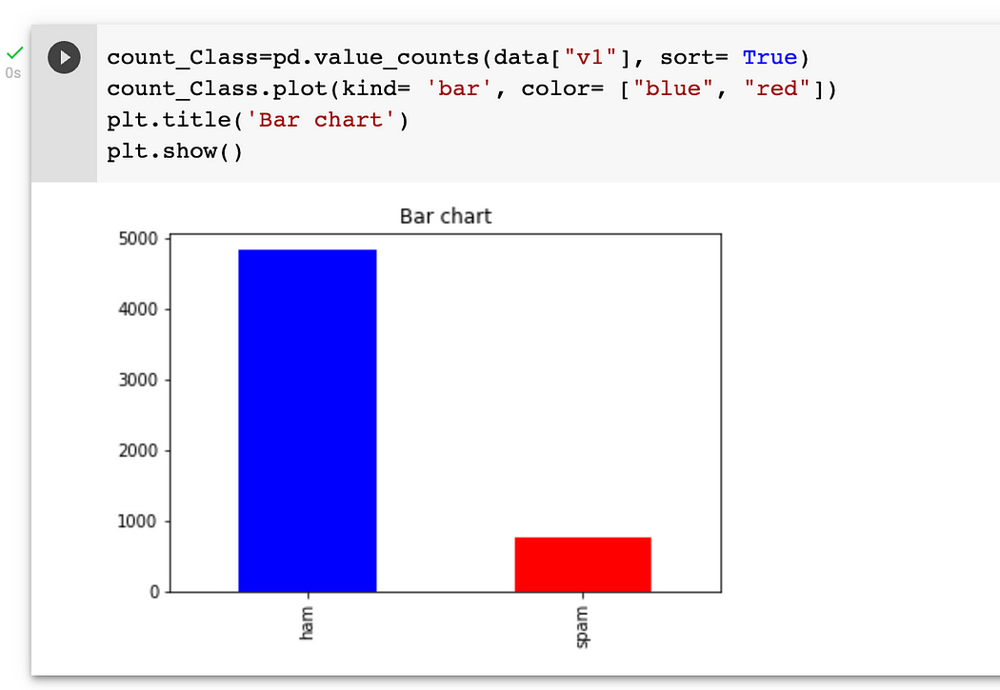 count_Class=pd.value_counts(data["v1"], sort= True)
count_Class.plot(kind= 'bar', color= ["blue", "red"])
plt.title('Bar chart')
plt.show()
0s
Bar chart
5000
4000
3000
2000
1000
0
ham
spam